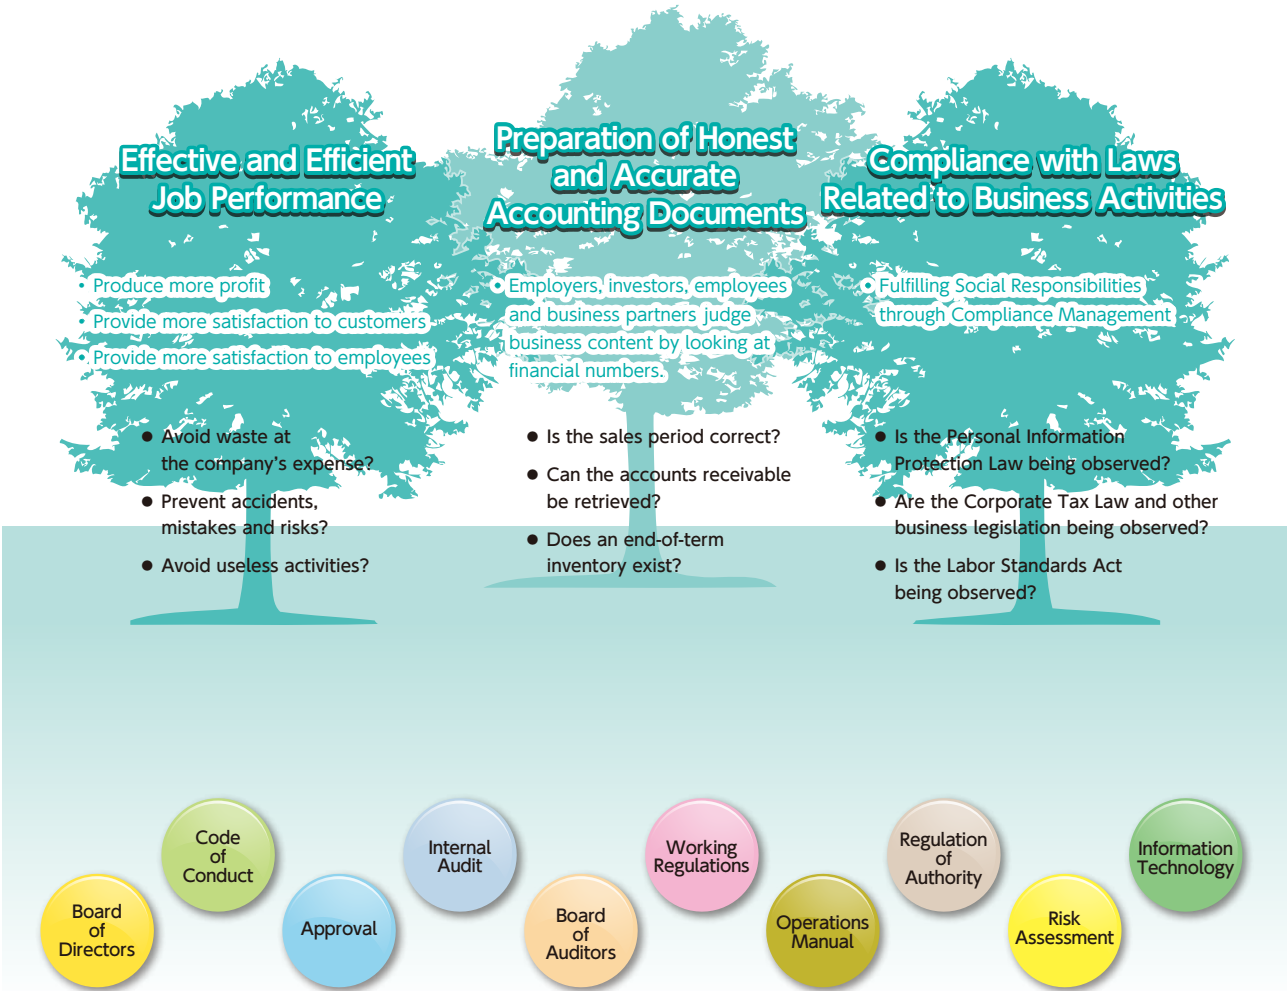 Effective and Efficient
Job Performance
• Produce more profit
• Provide more satisfaction to customers
• Provide more satisfaction to employees
● Avoid waste at
the company's expense?
● Prevent accidents,
mistakes and risks?
● Avoid useless activities?
Preparation of Honest
and Accurate
Accounting Documents
● Employers, investors, employees
and business partners judge
business content by looking at
financial numbers.
● Is the sales period correct?
● Can the accounts receivable
be retrieved?
● Does an end-of-term
inventory exist?
Compliance with Laws
Related to Business Activities
● Fulfilling Social Responsibilities
through Compliance Management
● Is the Personal Information
Protection Law being observed?
● Are the Corporate Tax Law and other
business legislation being observed?
● Is the Labor Standards Act
being observed?
Board
of
Directors
Code
of
Conduct
Approval
Internal
Audit
Board
of
Auditors
Working
Regulations
Operations
Manual
Regulation
of
Authority
Risk
Assessment
Information
Technology